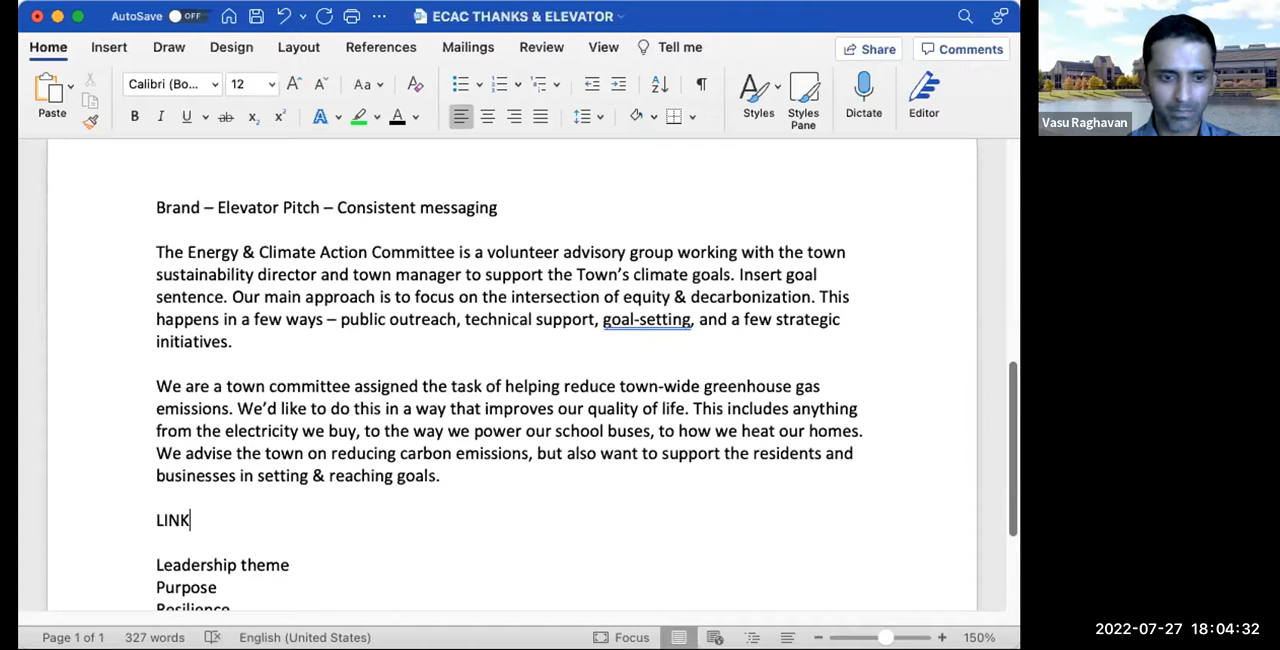 AutoSave OFF ECAC THANKS & ELEVATOR
Home Insert Draw Design Layout References Mailings Review View Tell me Share Comments
Paste Calibri (Bo... 12 Styles Styles Pane Dictate Editor
Brand – Elevator Pitch – Consistent messaging
The Energy & Climate Action Committee is a volunteer advisory group working with the town
sustainability director and town manager to support the Town's climate goals. Insert goal
sentence. Our main approach is to focus on the intersection of equity & decarbonization. This
happens in a few ways – public outreach, technical support, goal-setting, and a few strategic
initiatives.
We are a town committee assigned the task of helping reduce town-wide greenhouse gas
emissions. We'd like to do this in a way that improves our quality of life. This includes anything
from the electricity we buy, to the way we power our school buses, to how we heat our homes.
We advise the town on reducing carbon emissions, but also want to support the residents and
businesses in setting & reaching goals.
LINK
Leadership theme
Purpose
Resilience
Page 1 of 1 327 words English (United States) Focus 150%
Vasu Raghavan
2022-07-27 18:04:32